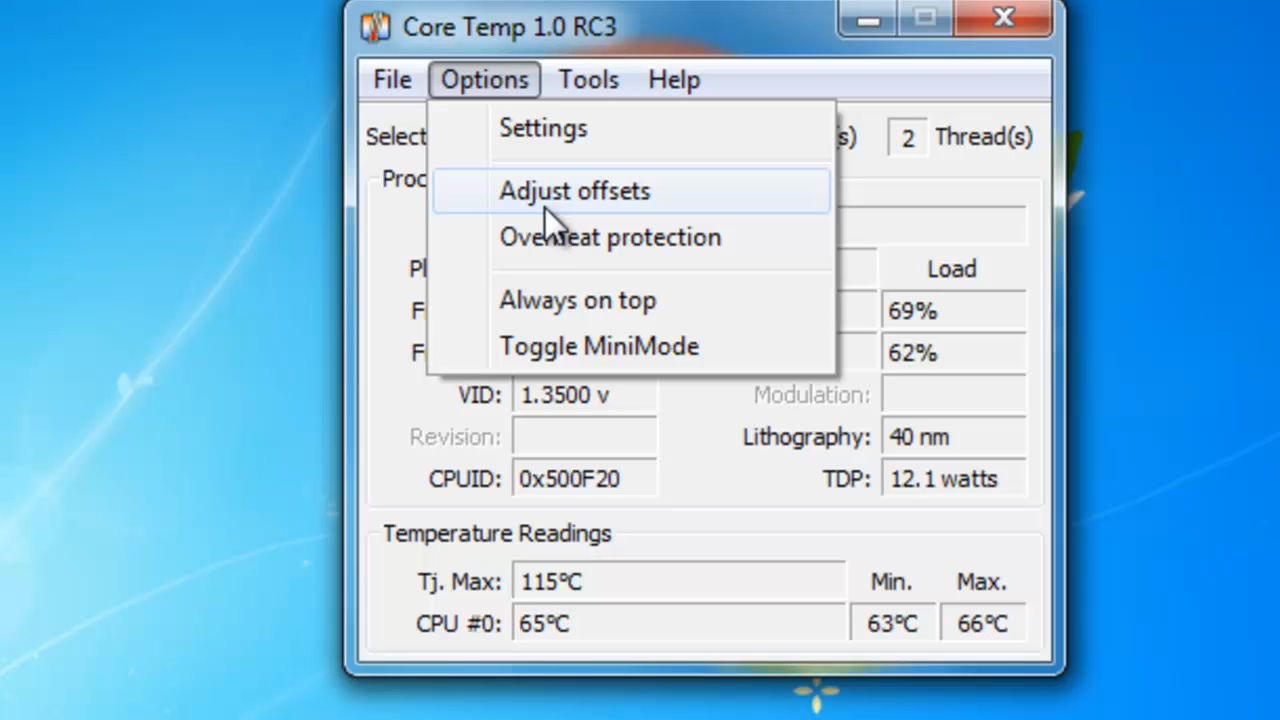 Core Temp 1.0 RC3
File Options Tools Help
Settings
Adjust offsets
Overheat protection
Always on top
Toggle MiniMode
Select
(s) 2 Thread(s)
Proc
Load
69%
62%
VID: 1.3500 v Modulation:
Revision: Lithography: 40 nm
CPUID: 0x500F20 TDP: 12.1 watts
Temperature Readings
Tj. Max: 115°C Min. Max.
CPU #0: 65°C 63°C 66°C